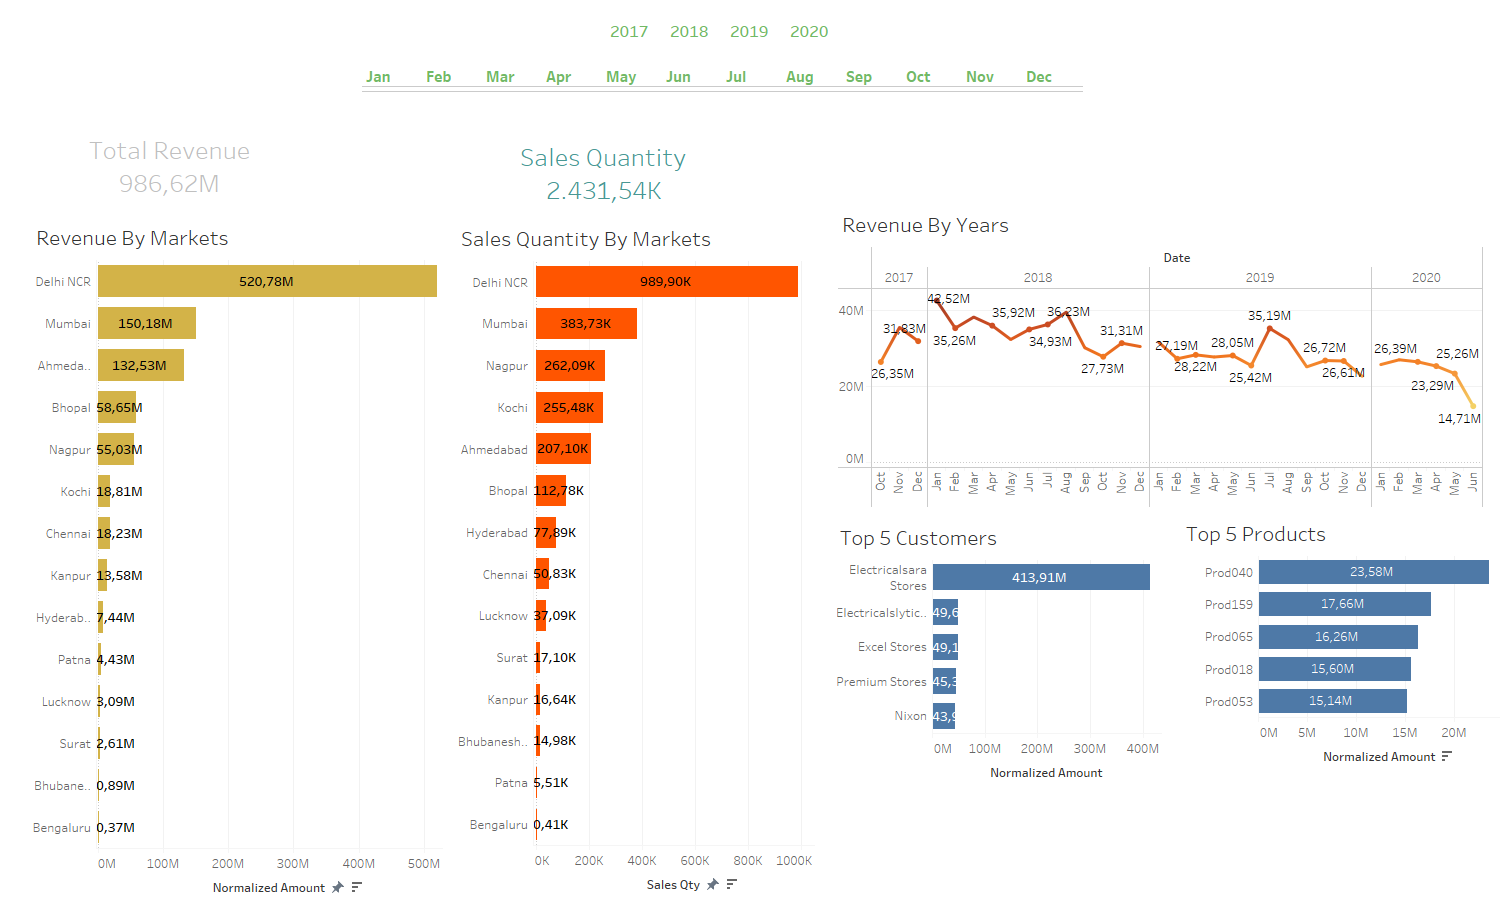 2017 2018 2019 2020
Jan Feb Mar Apr May Jun Jul Aug Sep Oct Nov Dec
Total Revenue
986,62M
Sales Quantity
2.431,54K
Revenue By Markets
Delhi NCR 520,78M
Mumbai 150,18M
Ahmeda.. 132,53M
Bhopal 58,65M
Nagpur 55,03M
Kochi 18,81M
Chennai 18,23M
Kanpur 13,58M
Hyderab.. 7,44M
Patna 4,43M
Lucknow 3,09M
Surat 2,61M
Bhubane.. 0,89M
Bengaluru 0,37M
0M 100M 200M 300M 400M 500M
Normalized Amount
Sales Quantity By Markets
Delhi NCR 989,90K
Mumbai 383,73K
Nagpur 262,09K
Kochi 255,48K
Ahmedabad 207,10K
Bhopal 112,78K
Hyderabad 77,89K
Chennai 50,83K
Lucknow 37,09K
Surat 17,10K
Kanpur 16,64K
Bhubanesh.. 14,98K
Patna 5,51K
Bengaluru 0,41K
0K 200K 400K 600K 800K 1000K
Sales Qty
Revenue By Years
Date
2017 2018 2019 2020
40M
20M
0M
26,35M 31,83M 42,52M 35,26M 35,92M 34,93M 36,23M 27,73M 31,31M 27,19M 28,22M 28,05M 25,42M 35,19M 26,72M 26,61M 26,39M 23,29M 25,26M 14,71M
Oct Nov Dec Jan Feb Mar Apr May Jun Jul Aug Sep Oct Nov Dec Jan Feb Mar Apr May Jun Jul Aug Sep Oct Nov Dec Jan Feb Mar Apr May Jun
Top 5 Customers
Electricalsara
Stores 413,91M
Electricalslytic.. 49,6
Excel Stores 49,1
Premium Stores 45,3
Nixon 43,9
0M 100M 200M 300M 400M
Normalized Amount
Top 5 Products
Prod040 23,58M
Prod159 17,66M
Prod065 16,26M
Prod018 15,60M
Prod053 15,14M
0M 5M 10M 15M 20M
Normalized Amount